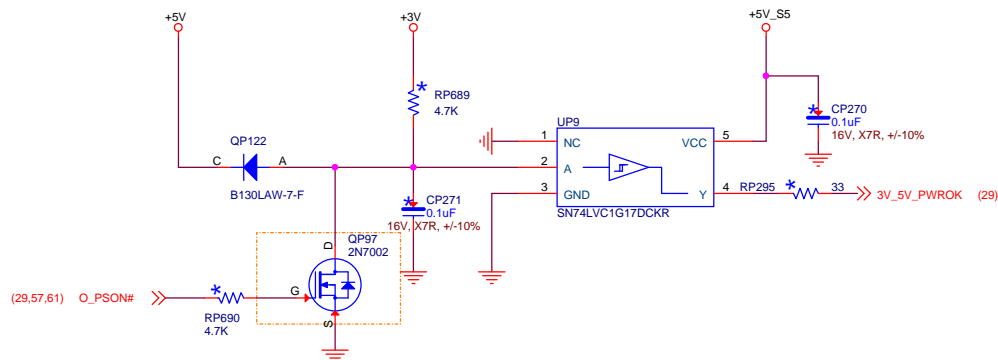 +5V
+3V
+5V_S5
*
RP689
4.7K
*
CP270
0.1uF
16V, X7R, +/-10%
UP9
1
NC
VCC
5
QP122
C
A
2
A
B130LAW-7-F
3
GND
Y
4
RP295
*
33
3V_5V_PWROK
(29)
*
CP271
0.1uF
16V, X7R, +/-10%
SN74LVC1G17DCKR
D
QP97
2N7002
G
S
(29,57,61)
O_PSON#
*
RP690
4.7K